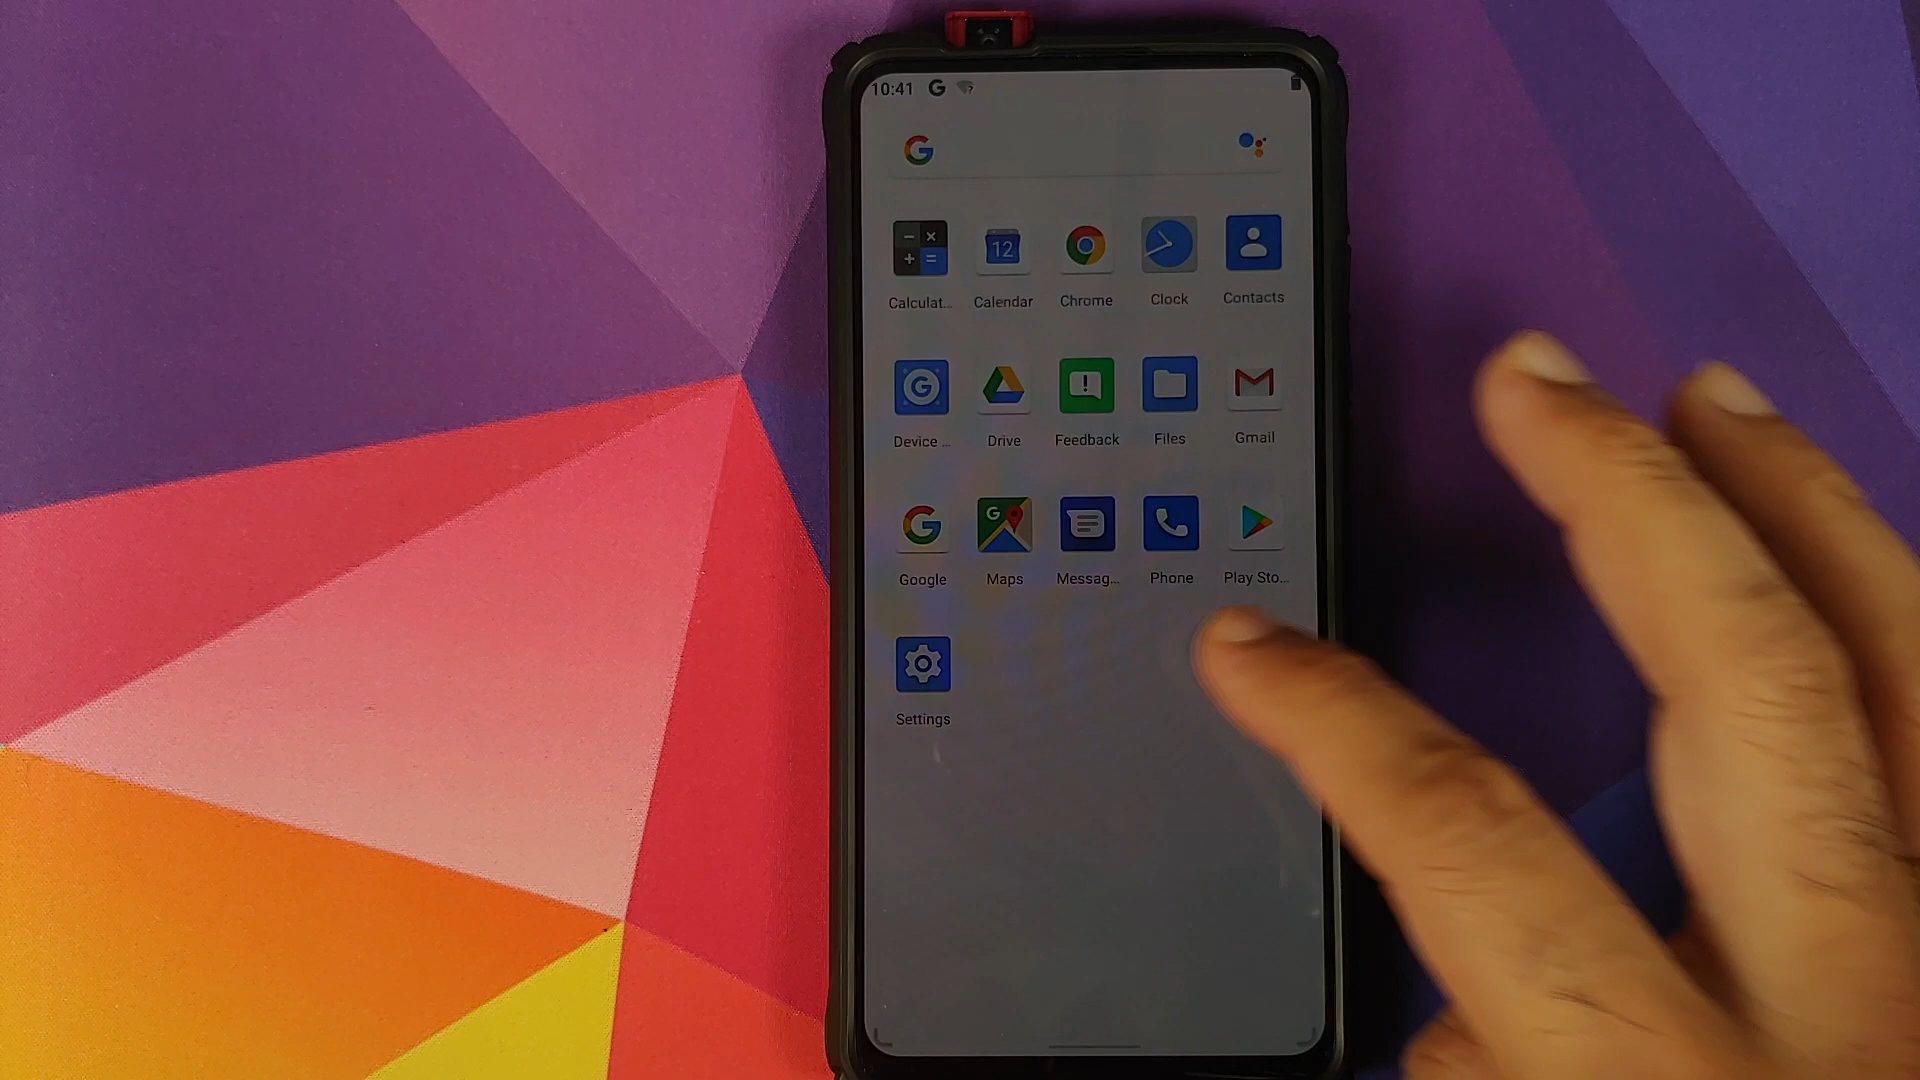 10:41 G
G
12
Calculat... Calendar Chrome Clock Contacts
G
Device ... Drive Feedback Files Gmail
G G
Google Maps Messag... Phone Play Sto...
Settings